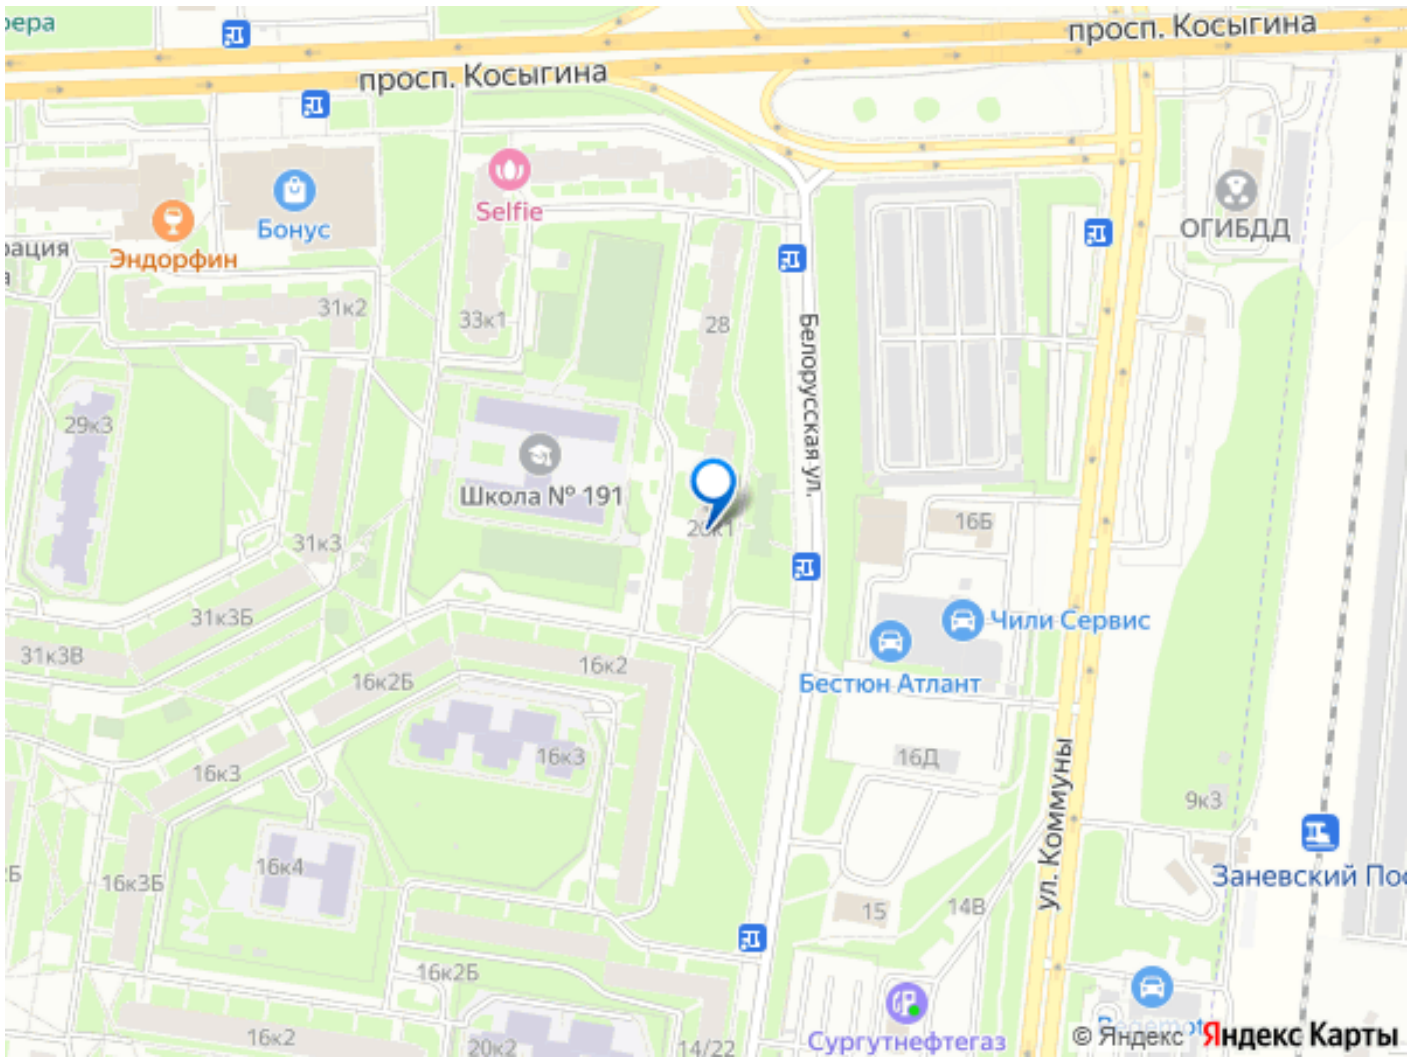 просп. Косыгина
просп. Косыгина
Selfie
Бонус
Эндорфин
ОГИБДД
31к2
33к1
28
Белорусская ул.
29к3
Школа № 191
16Б
31к3
31к3Б
Чили Сервис
31к3В
16к2
16к2Б
Бестюн Атлант
16к3
16к3
16Д
ул. Коммуны
9к3
16к4
16к3Б
Заневский Пос
15
14В
16к2Б
16к2
20к2
14/22
Сургутнефтегаз
© Яндекс Яндекс Карты